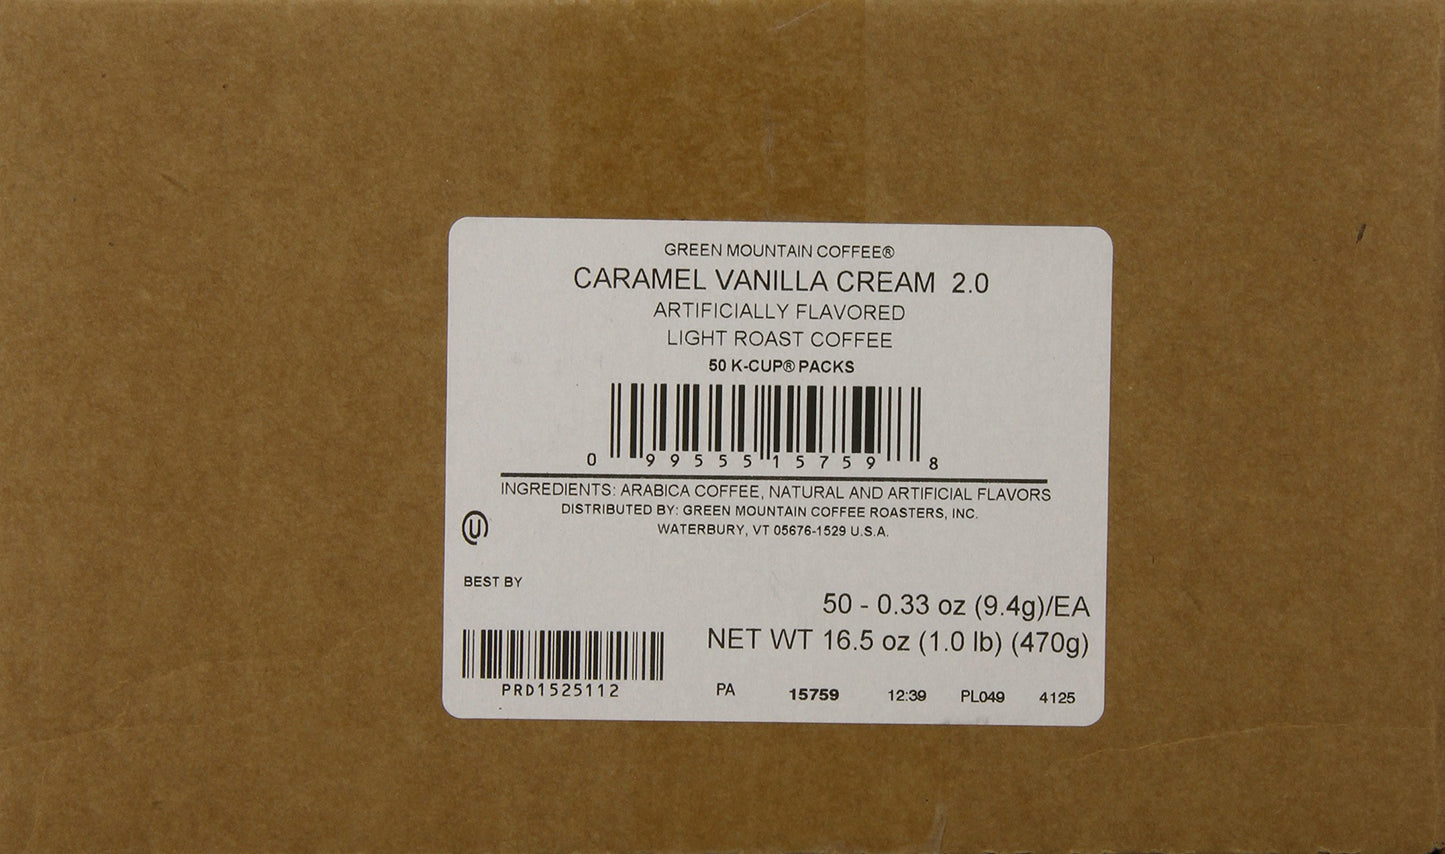 GREEN MOUNTAIN COFFEE®
CARAMEL VANILLA CREAM 2.0
ARTIFICIALLY FLAVORED
LIGHT ROAST COFFEE
50 K-CUP® PACKS
0 99555 15759 8
INGREDIENTS: ARABICA COFFEE, NATURAL AND ARTIFICIAL FLAVORS
DISTRIBUTED BY: GREEN MOUNTAIN COFFEE ROASTERS, INC.
WATERBURY, VT 05676-1529 U.S.A.
U
BEST BY
50 - 0.33 oz (9.4g)/EA
NET WT 16.5 oz (1.0 lb) (470g)
PRD1525112
PA 15759 12:39 PL049 4125